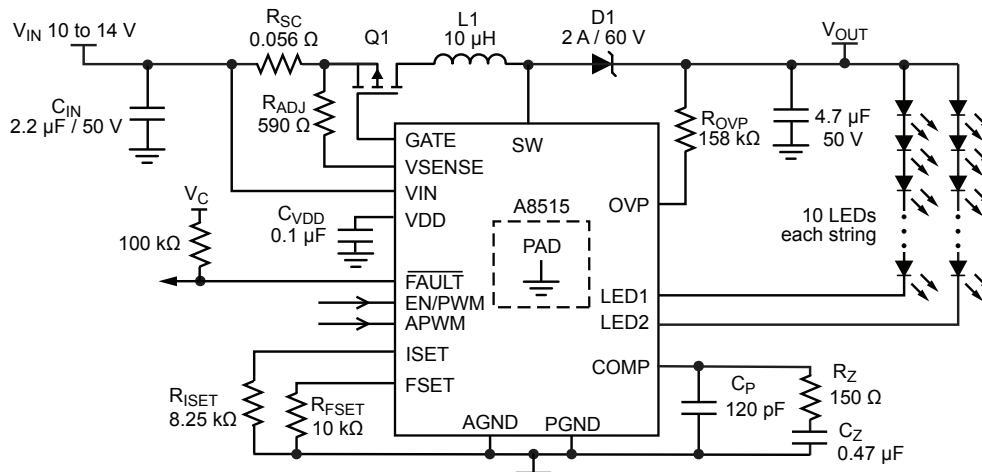 V_IN 10 to 14 V
R_SC
0.056 Ω
Q1
L1
10 µH
D1
2 A / 60 V
V_OUT
C_IN
2.2 µF / 50 V
R_ADJ
590 Ω
R_OVP
158 kΩ
4.7 µF
50 V
GATE
SW
VSENSE
VIN
V_C
C_VDD
0.1 µF
VDD
A8515
OVP
10 LEDs
each string
100 kΩ
PAD
FAULT
LED1
EN/PWM
LED2
APWM
ISET
COMP
FSET
R_ISET
8.25 kΩ
R_FSET
10 kΩ
C_P
120 pF
R_Z
150 Ω
AGND
PGND
C_Z
0.47 µF